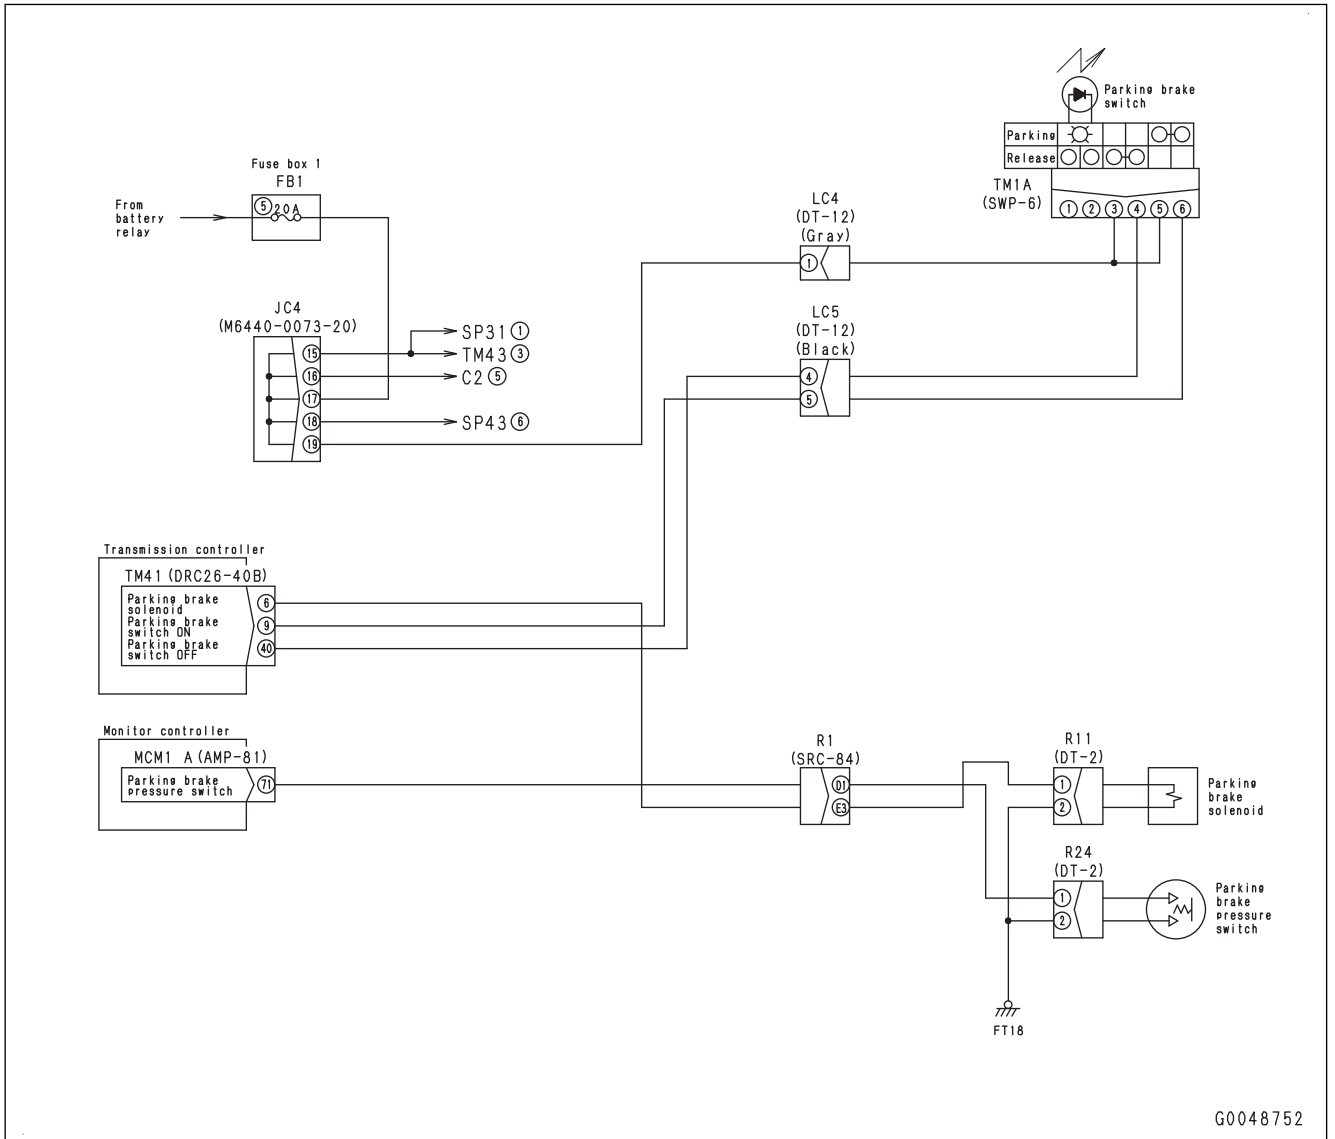 Parking brake
switch
Parking
Release
TM1A
(SWP-6)
1 2 3 4 5 6
Fuse box 1
FB1
5 20A
From
battery
relay
LC4
(DT-12)
(Gray)
1
JC4
(M6440-0073-20)
15
16
17
18
19
SP31 1
TM43 3
C2 5
SP43 6
LC5
(DT-12)
(Black)
4
5
Transmission controller
TM41 (DRC26-40B)
Parking brake
solenoid
6
Parking brake
switch ON
9
Parking brake
switch OFF
40
Monitor controller
MCM1 A (AMP-81)
Parking brake
pressure switch
71
R1
(SRC-84)
D1
E3
R11
(DT-2)
1
2
Parking
brake
solenoid
R24
(DT-2)
1
2
Parking
brake
pressure
switch
FT18
G0048752